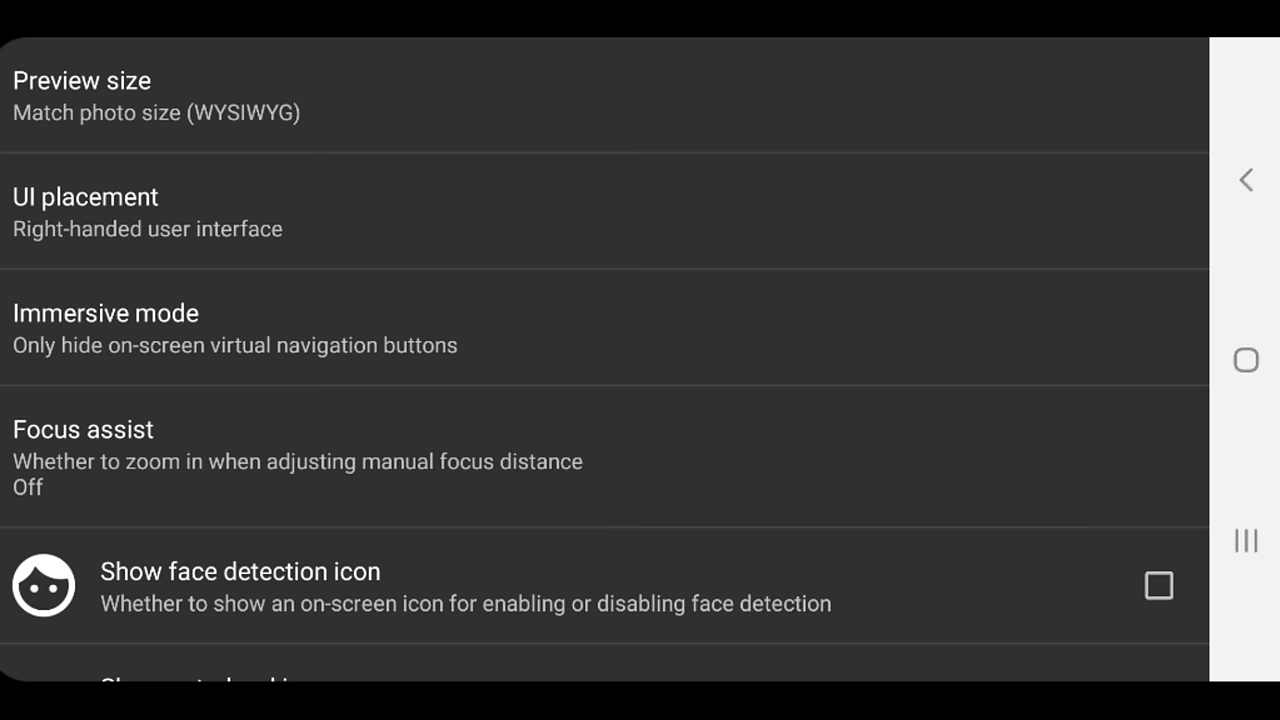 Preview size
Match photo size (WYSIWYG)
UI placement
Right-handed user interface
Immersive mode
Only hide on-screen virtual navigation buttons
Focus assist
Whether to zoom in when adjusting manual focus distance
Off
Show face detection icon
Whether to show an on-screen icon for enabling or disabling face detection